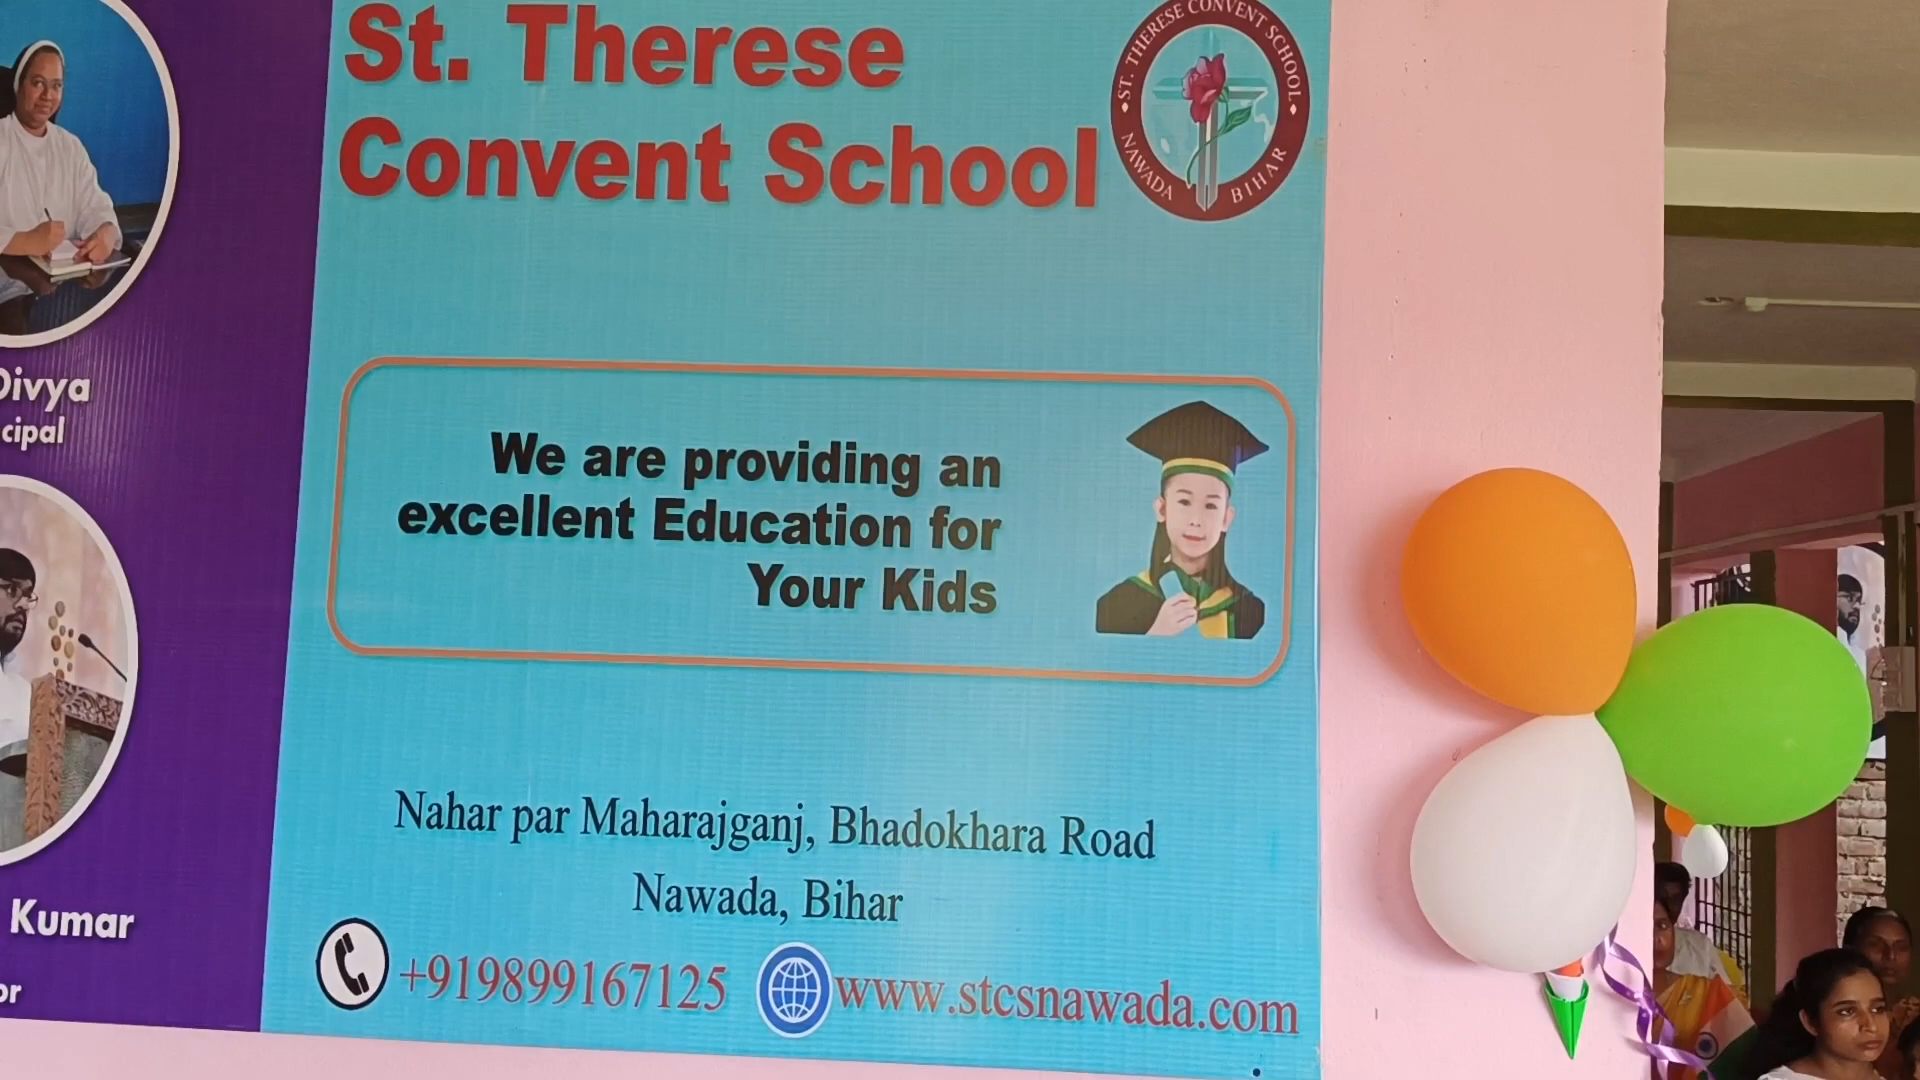 St. Therese
Convent School
ST. THERESE CONVENT SCHOOL
NAWADA BIHAR
Divya
cipal
We are providing an
excellent Education for
Your Kids
Kumar
or
Nahar par Maharajganj, Bhadokhara Road
Nawada, Bihar
+919899167125
www.stcsnawada.com